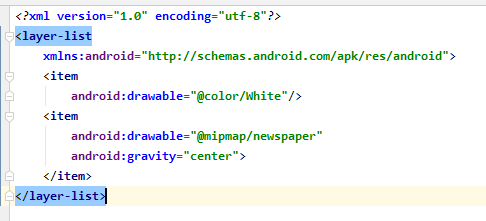 <?xml version="1.0" encoding="utf-8"?>
<layer-list
xmlns:android="http://schemas.android.com/apk/res/android">
<item
android:drawable="@color/White"/>
<item
android:drawable="@mipmap/newspaper"
android:gravity="center">
</item>
</layer-list>